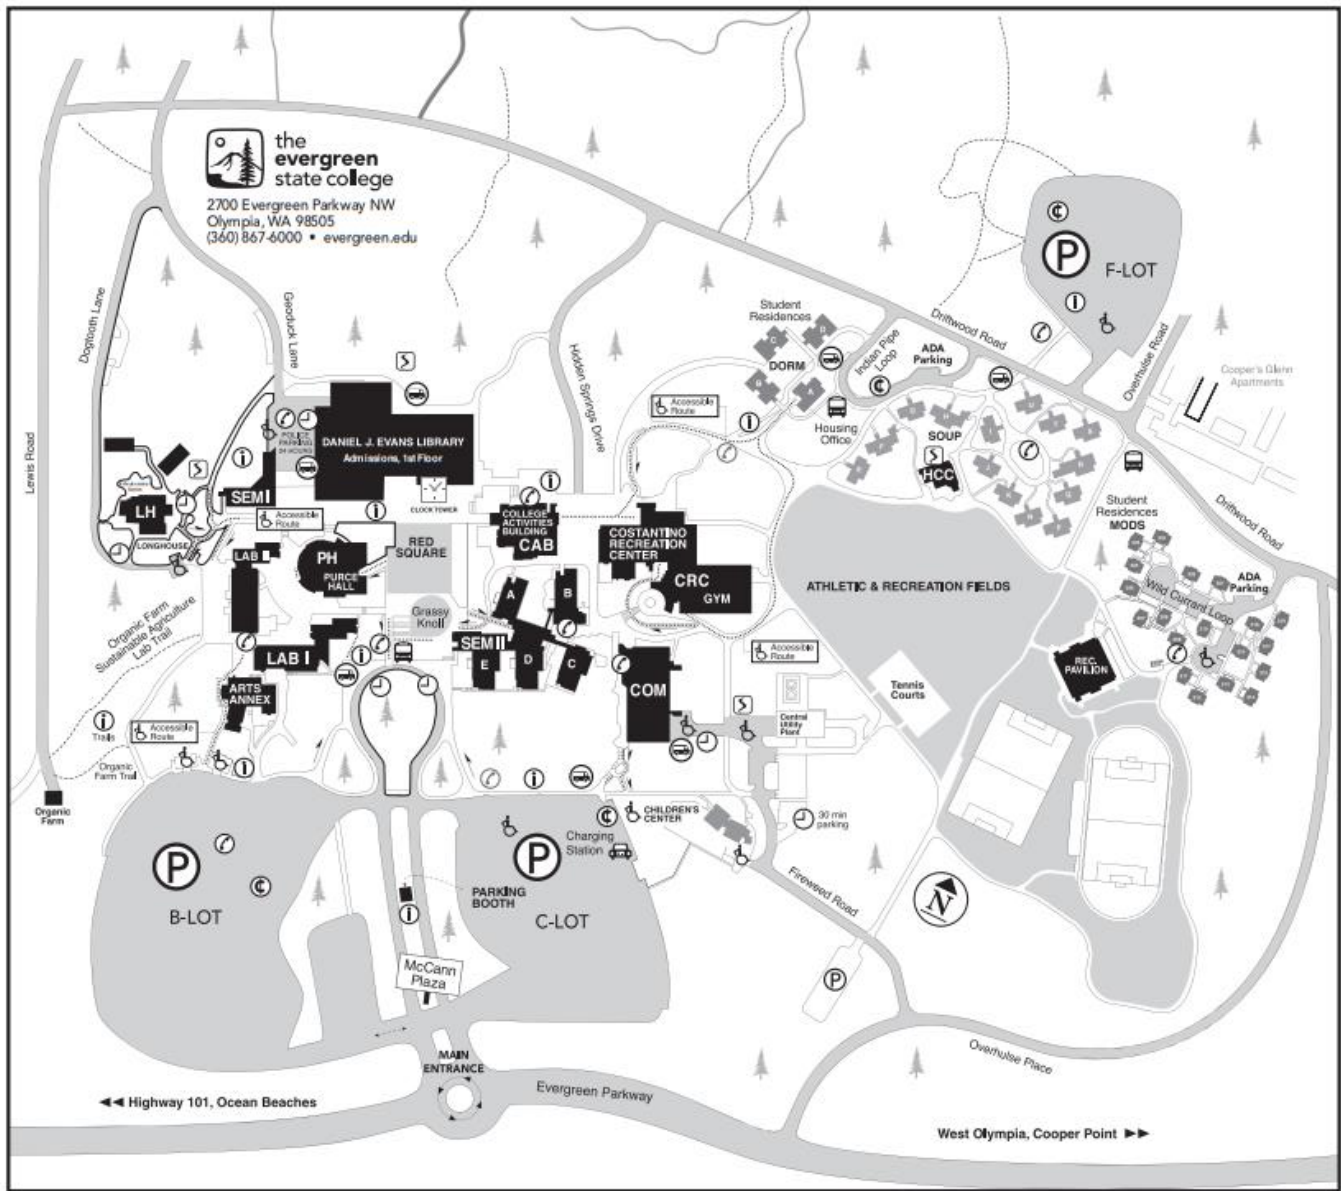 the
evergreen
state college
2700 Evergreen Parkway NW
Olympia, WA 98505
(360) 867-6000 • evergreen.edu
F-LOT
P
Driftwood Road
Overhulse Road
Cooper's Glenn
Apartments
Student
Residences
DORM
Indian Pipe
Loop
ADA
Parking
Housing
Office
SOUP
HCC
Accessible
Route
Dogtooth Lane
Geoduck Lane
Hidden Springs Drive
Lewis Road
POLICE
PARKING
24 HOURS
DANIEL J. EVANS LIBRARY
Admissions, 1st Floor
CLOCK TOWER
SEM I
LH
LONGHOUSE
Accessible
Route
LAB II
PH
PURCE
HALL
RED
SQUARE
COLLEGE
ACTIVITIES
BUILDING
CAB
COSTANTINO
RECREATION
CENTER
CRC
GYM
ATHLETIC & RECREATION FIELDS
Student
Residences
MODS
Driftwood Road
ADA
Parking
Wild Currant Loop
REC.
PAVILION
Organic Farm
Sustainable Agriculture
Lab Trail
Grassy
Knoll
A
B
SEM II
E
D
C
LAB I
ARTS
ANNEX
COM
Accessible
Route
Tennis
Courts
Central
Utility
Plant
Trails
Accessible
Route
Organic
Farm Trail
Organic
Farm
CHILDREN'S
CENTER
30 min
parking
Charging
Station
P
B-LOT
P
C-LOT
PARKING
BOOTH
McCann
Plaza
Fireweed Road
N
P
MAIN
ENTRANCE
Overhulse Place
Evergreen Parkway
◄◄ Highway 101, Ocean Beaches
West Olympia, Cooper Point ►►